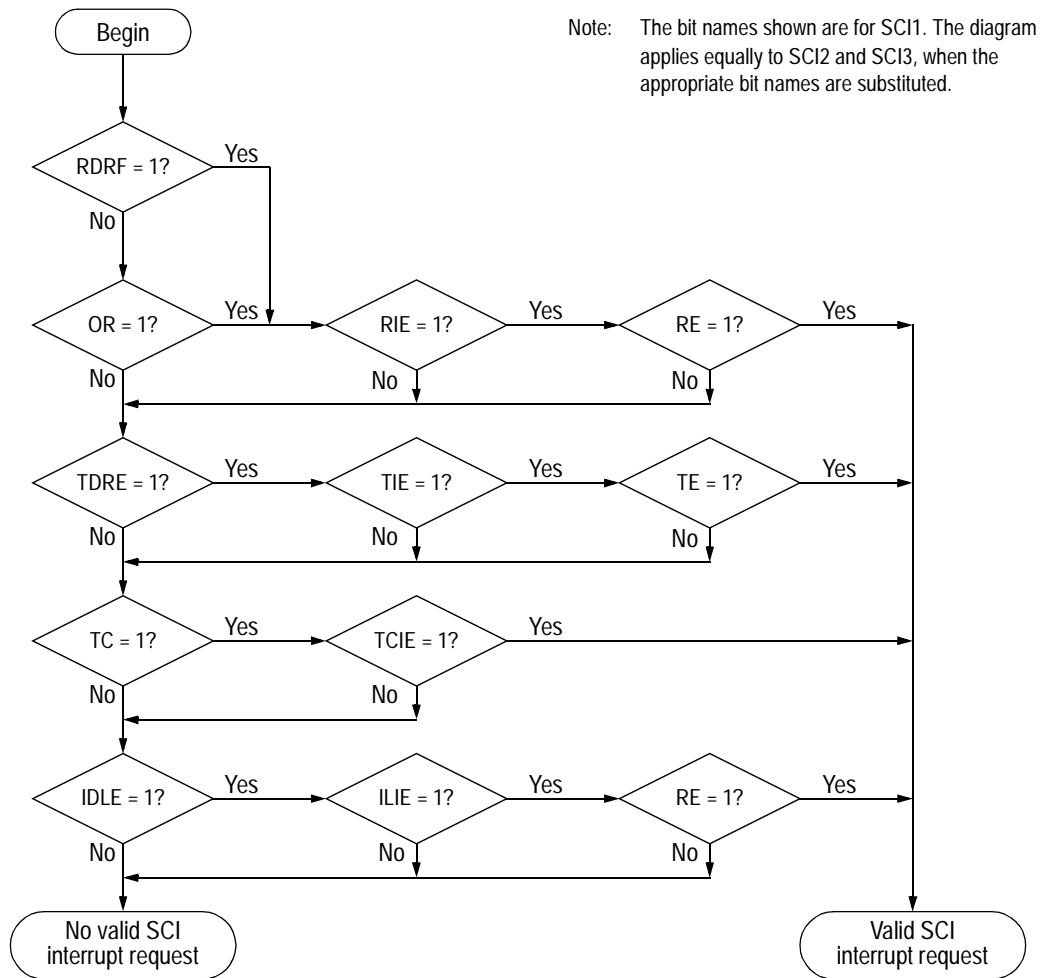 Begin
Note: The bit names shown are for SCI1. The diagram
applies equally to SCI2 and SCI3, when the
appropriate bit names are substituted.
RDRF = 1?
Yes
No
OR = 1?
Yes
RIE = 1?
Yes
RE = 1?
Yes
No
No
No
TDRE = 1?
Yes
TIE = 1?
Yes
TE = 1?
Yes
No
No
No
TC = 1?
Yes
TCIE = 1?
Yes
No
No
IDLE = 1?
Yes
ILIE = 1?
Yes
RE = 1?
Yes
No
No
No
No valid SCI
interrupt request
Valid SCI
interrupt request